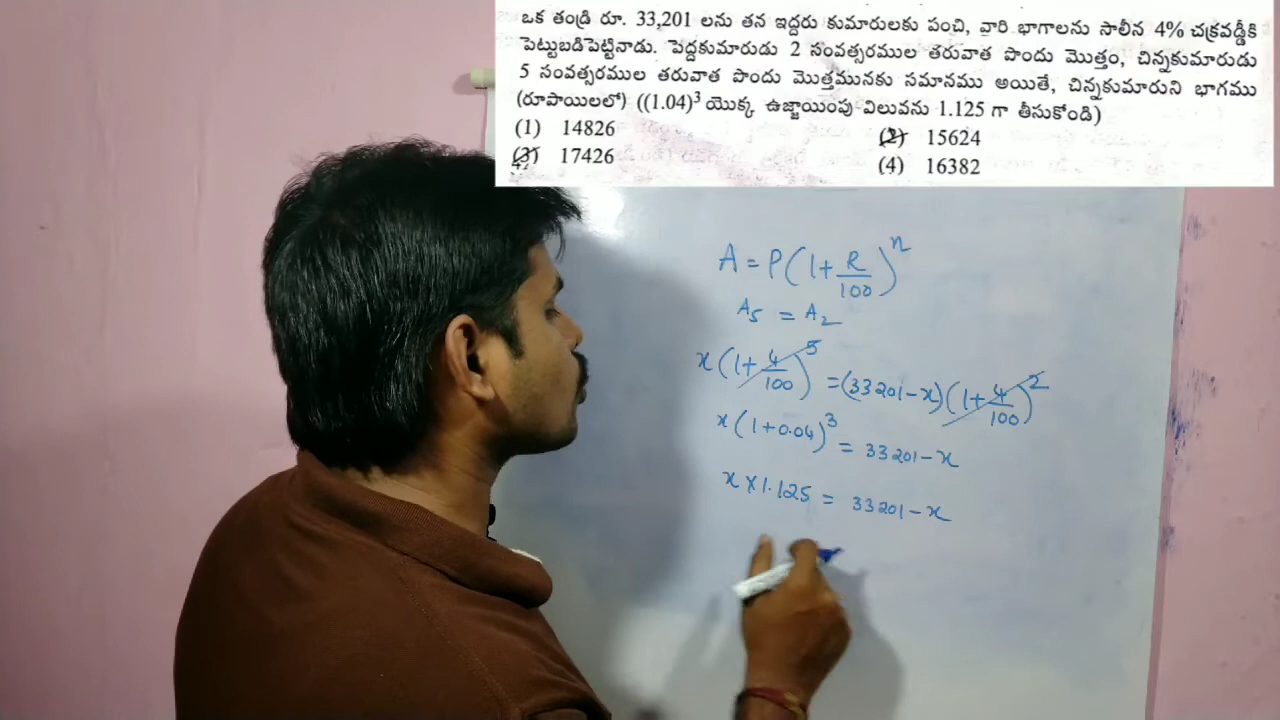 ఒక తండ్రి రూ. 33,201 లను తన ఇద్దరు కుమారులకు పంచి, వారి భాగాలను సాలీన 4% చక్రవడ్డీకి
పెట్టుబడిపెట్టినాడు. పెద్దకుమారుడు 2 సంవత్సరముల తరువాత పొందు మొత్తం, చిన్నకుమారుడు
5 సంవత్సరముల తరువాత పొందు మొత్తమునకు సమానము అయితే, చిన్నకుమారుని భాగము
(రూపాయిలలో) ((1.04)³ యొక్క ఉజ్జాయింపు విలువను 1.125 గా తీసుకోండి)
(1) 14826 (2) 15624
(3) 17426 (4) 16382
A = P(1+R/100)ⁿ
A₅ = A₂
x(1+4/100)⁵ = (33201-x)(1+4/100)²
x(1+0.04)³ = 33201-x
x×1.125 = 33201-x